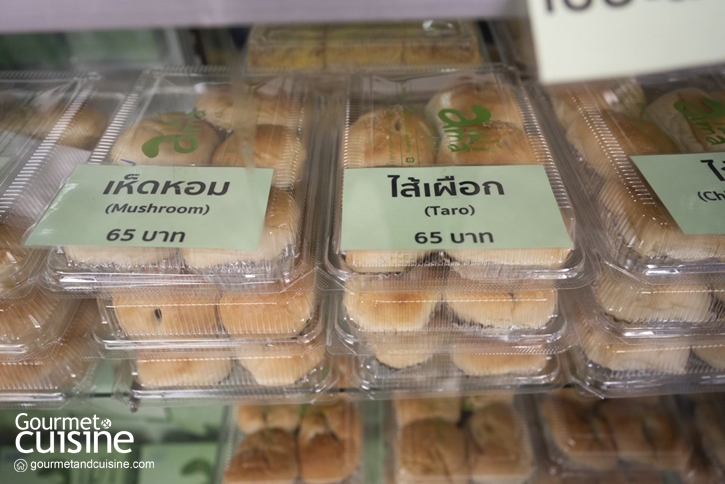 เห็ดหอม
(Mushroom)
65 บาท
ไส้เผือก
(Taro)
65 บาท
Gourmet &
CUISINE
gourmetandcuisine.com